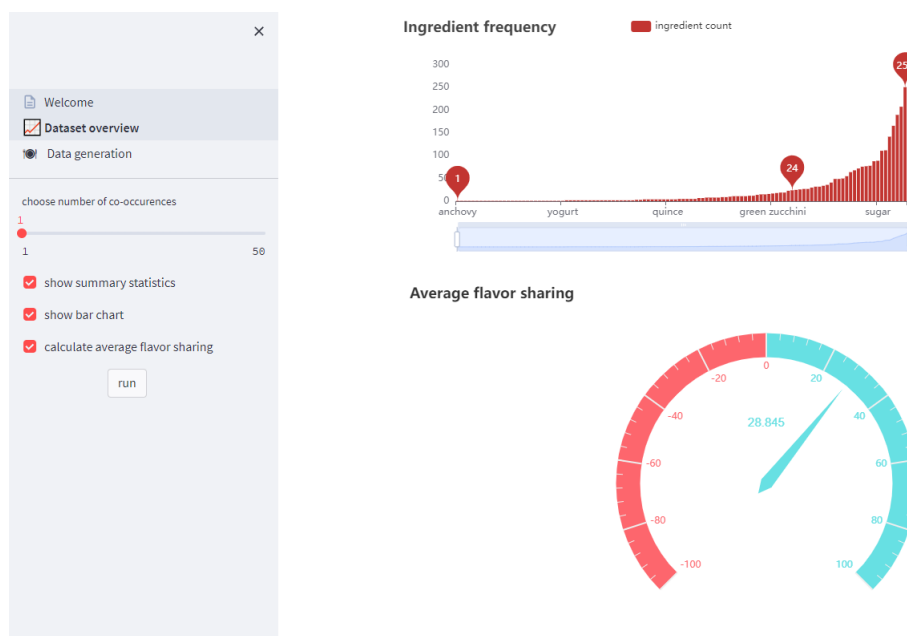 ×
Welcome
Dataset overview
Data generation
choose number of co-occurences
1
1 50
show summary statistics
show bar chart
calculate average flavor sharing
run
Ingredient frequency
ingredient count
300
250
200
150
100
50
0
1
24
25
anchovy yogurt quince green zucchini sugar
Average flavor sharing
-100
-80
-60
-40
-20
0
20
40
60
80
100
28.845